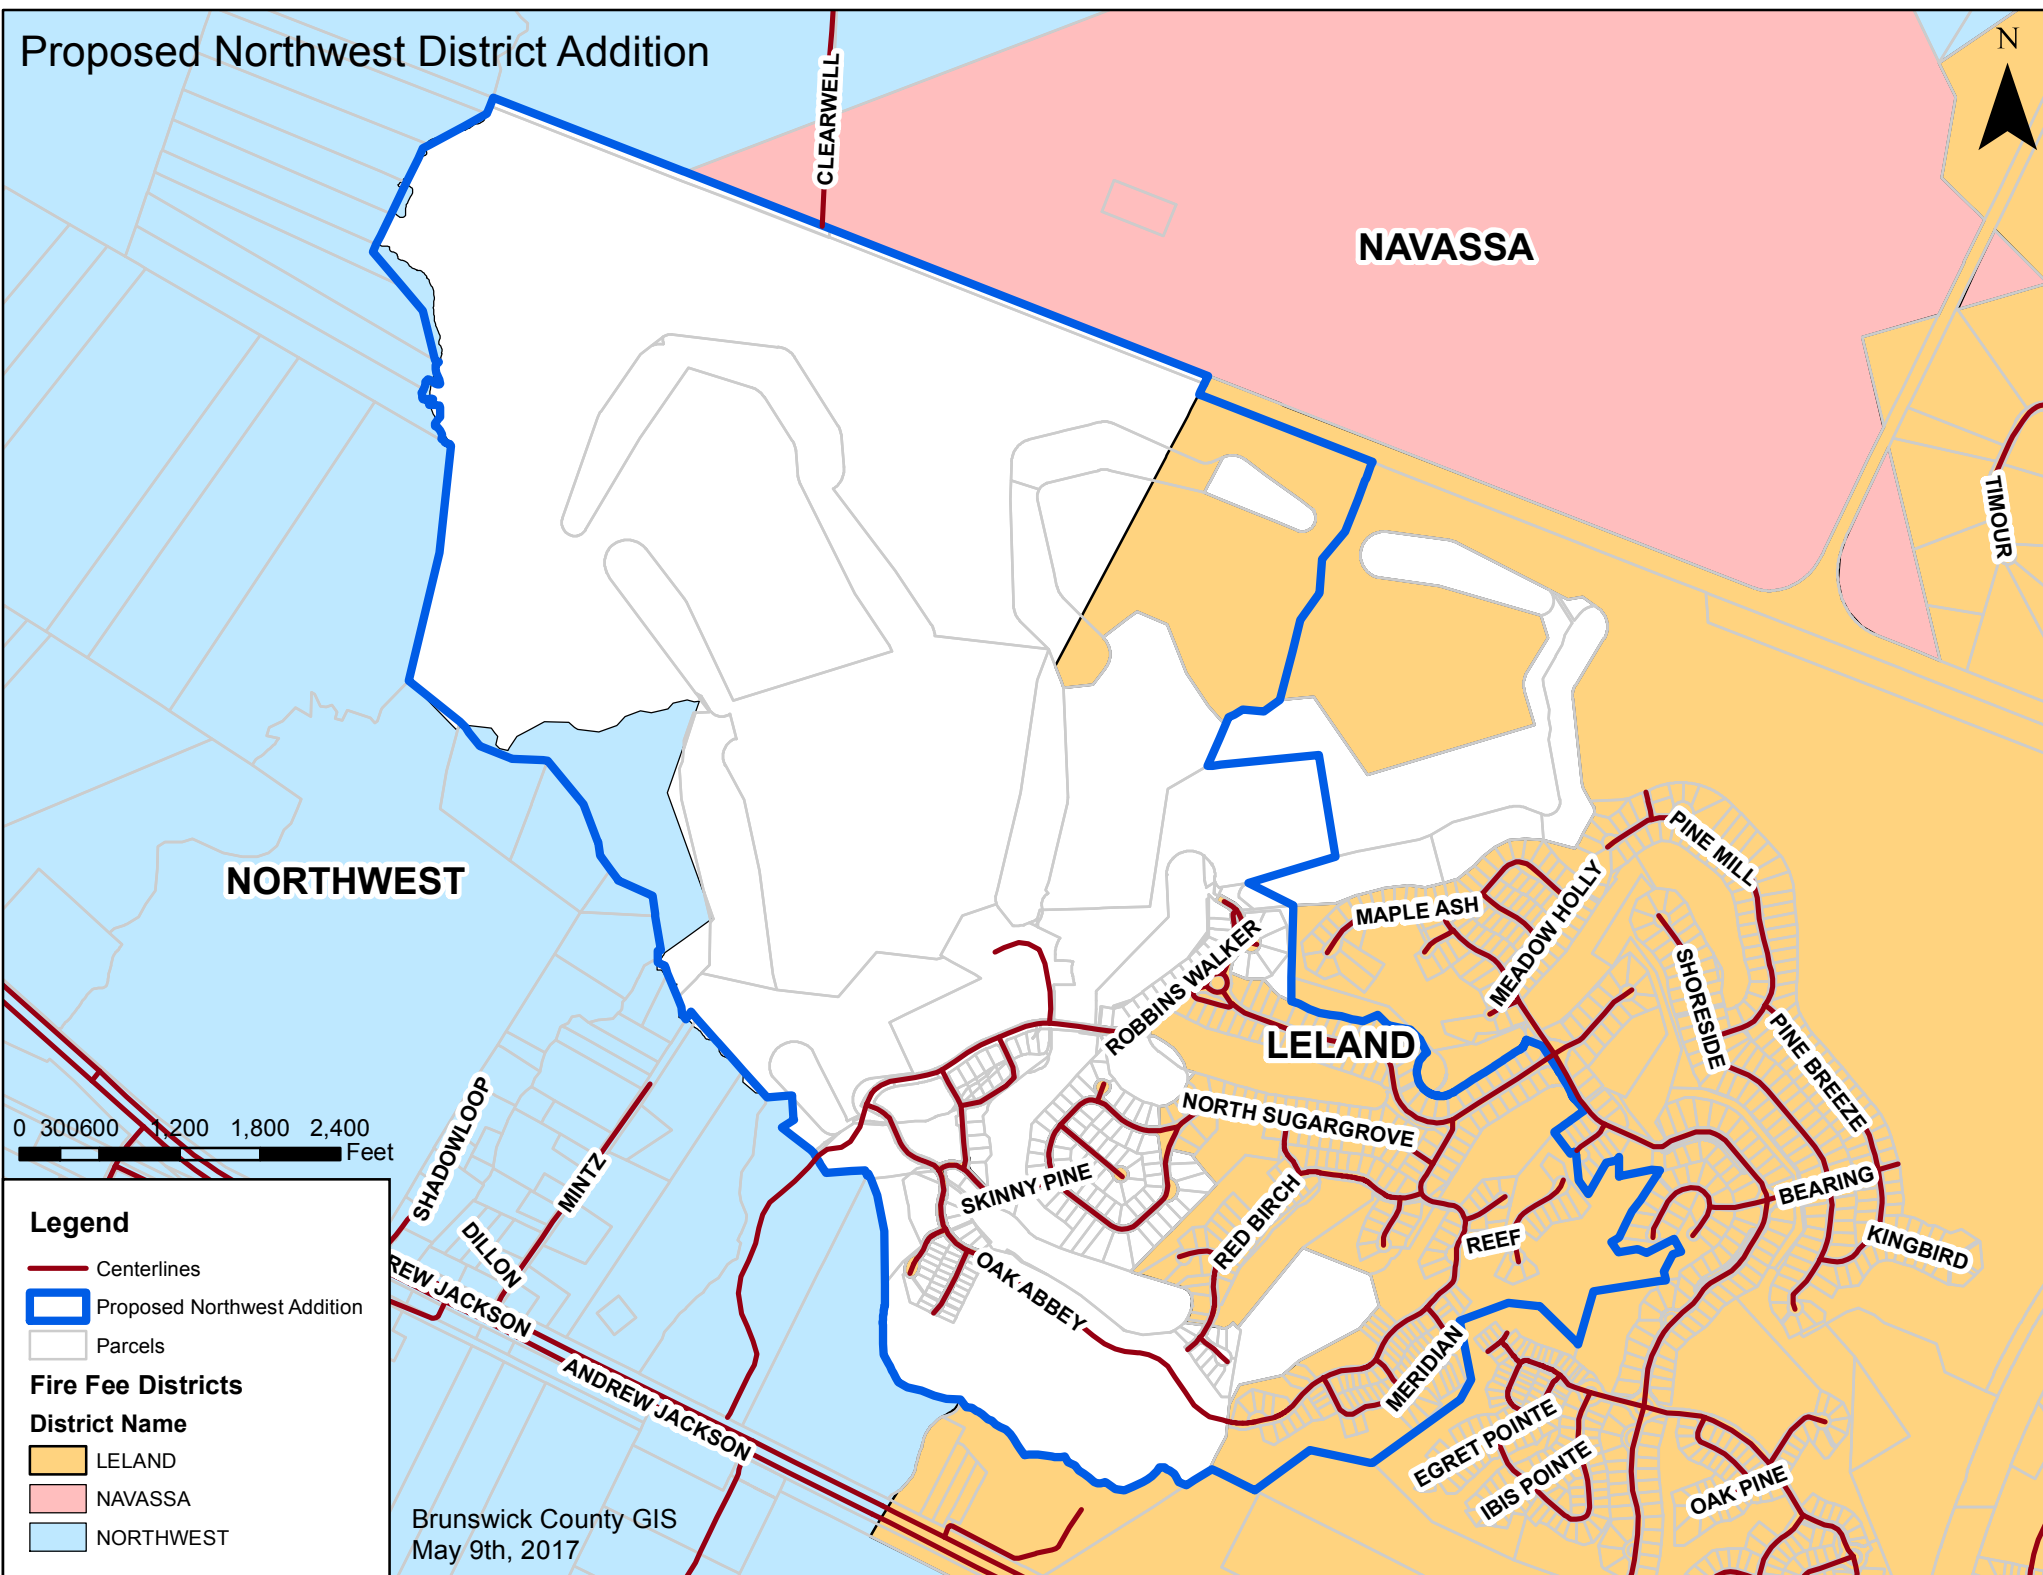 Proposed Northwest District Addition
N
CLEARWELL
NAVASSA
TIMOUR
PINE MILL
NORTHWEST
MAPLE ASH
MEADOW HOLLY
ROBBINS WALKER
SHORESIDE
LELAND
PINE BREEZE
NORTH SUGARGROVE
SHADOWLOOP
0 300600 1,200 1,800 2,400
Feet
MINTZ
SKINNY PINE
BEARING
RED BIRCH
REEF
KINGBIRD
DILLON
OAK ABBEY
REW JACKSON
ANDREW JACKSON
MERIDIAN
EGRET POINTE
IBIS POINTE
OAK PINE
Legend
Centerlines
Proposed Northwest Addition
Parcels
Fire Fee Districts
District Name
LELAND
NAVASSA
NORTHWEST
Brunswick County GIS
May 9th, 2017